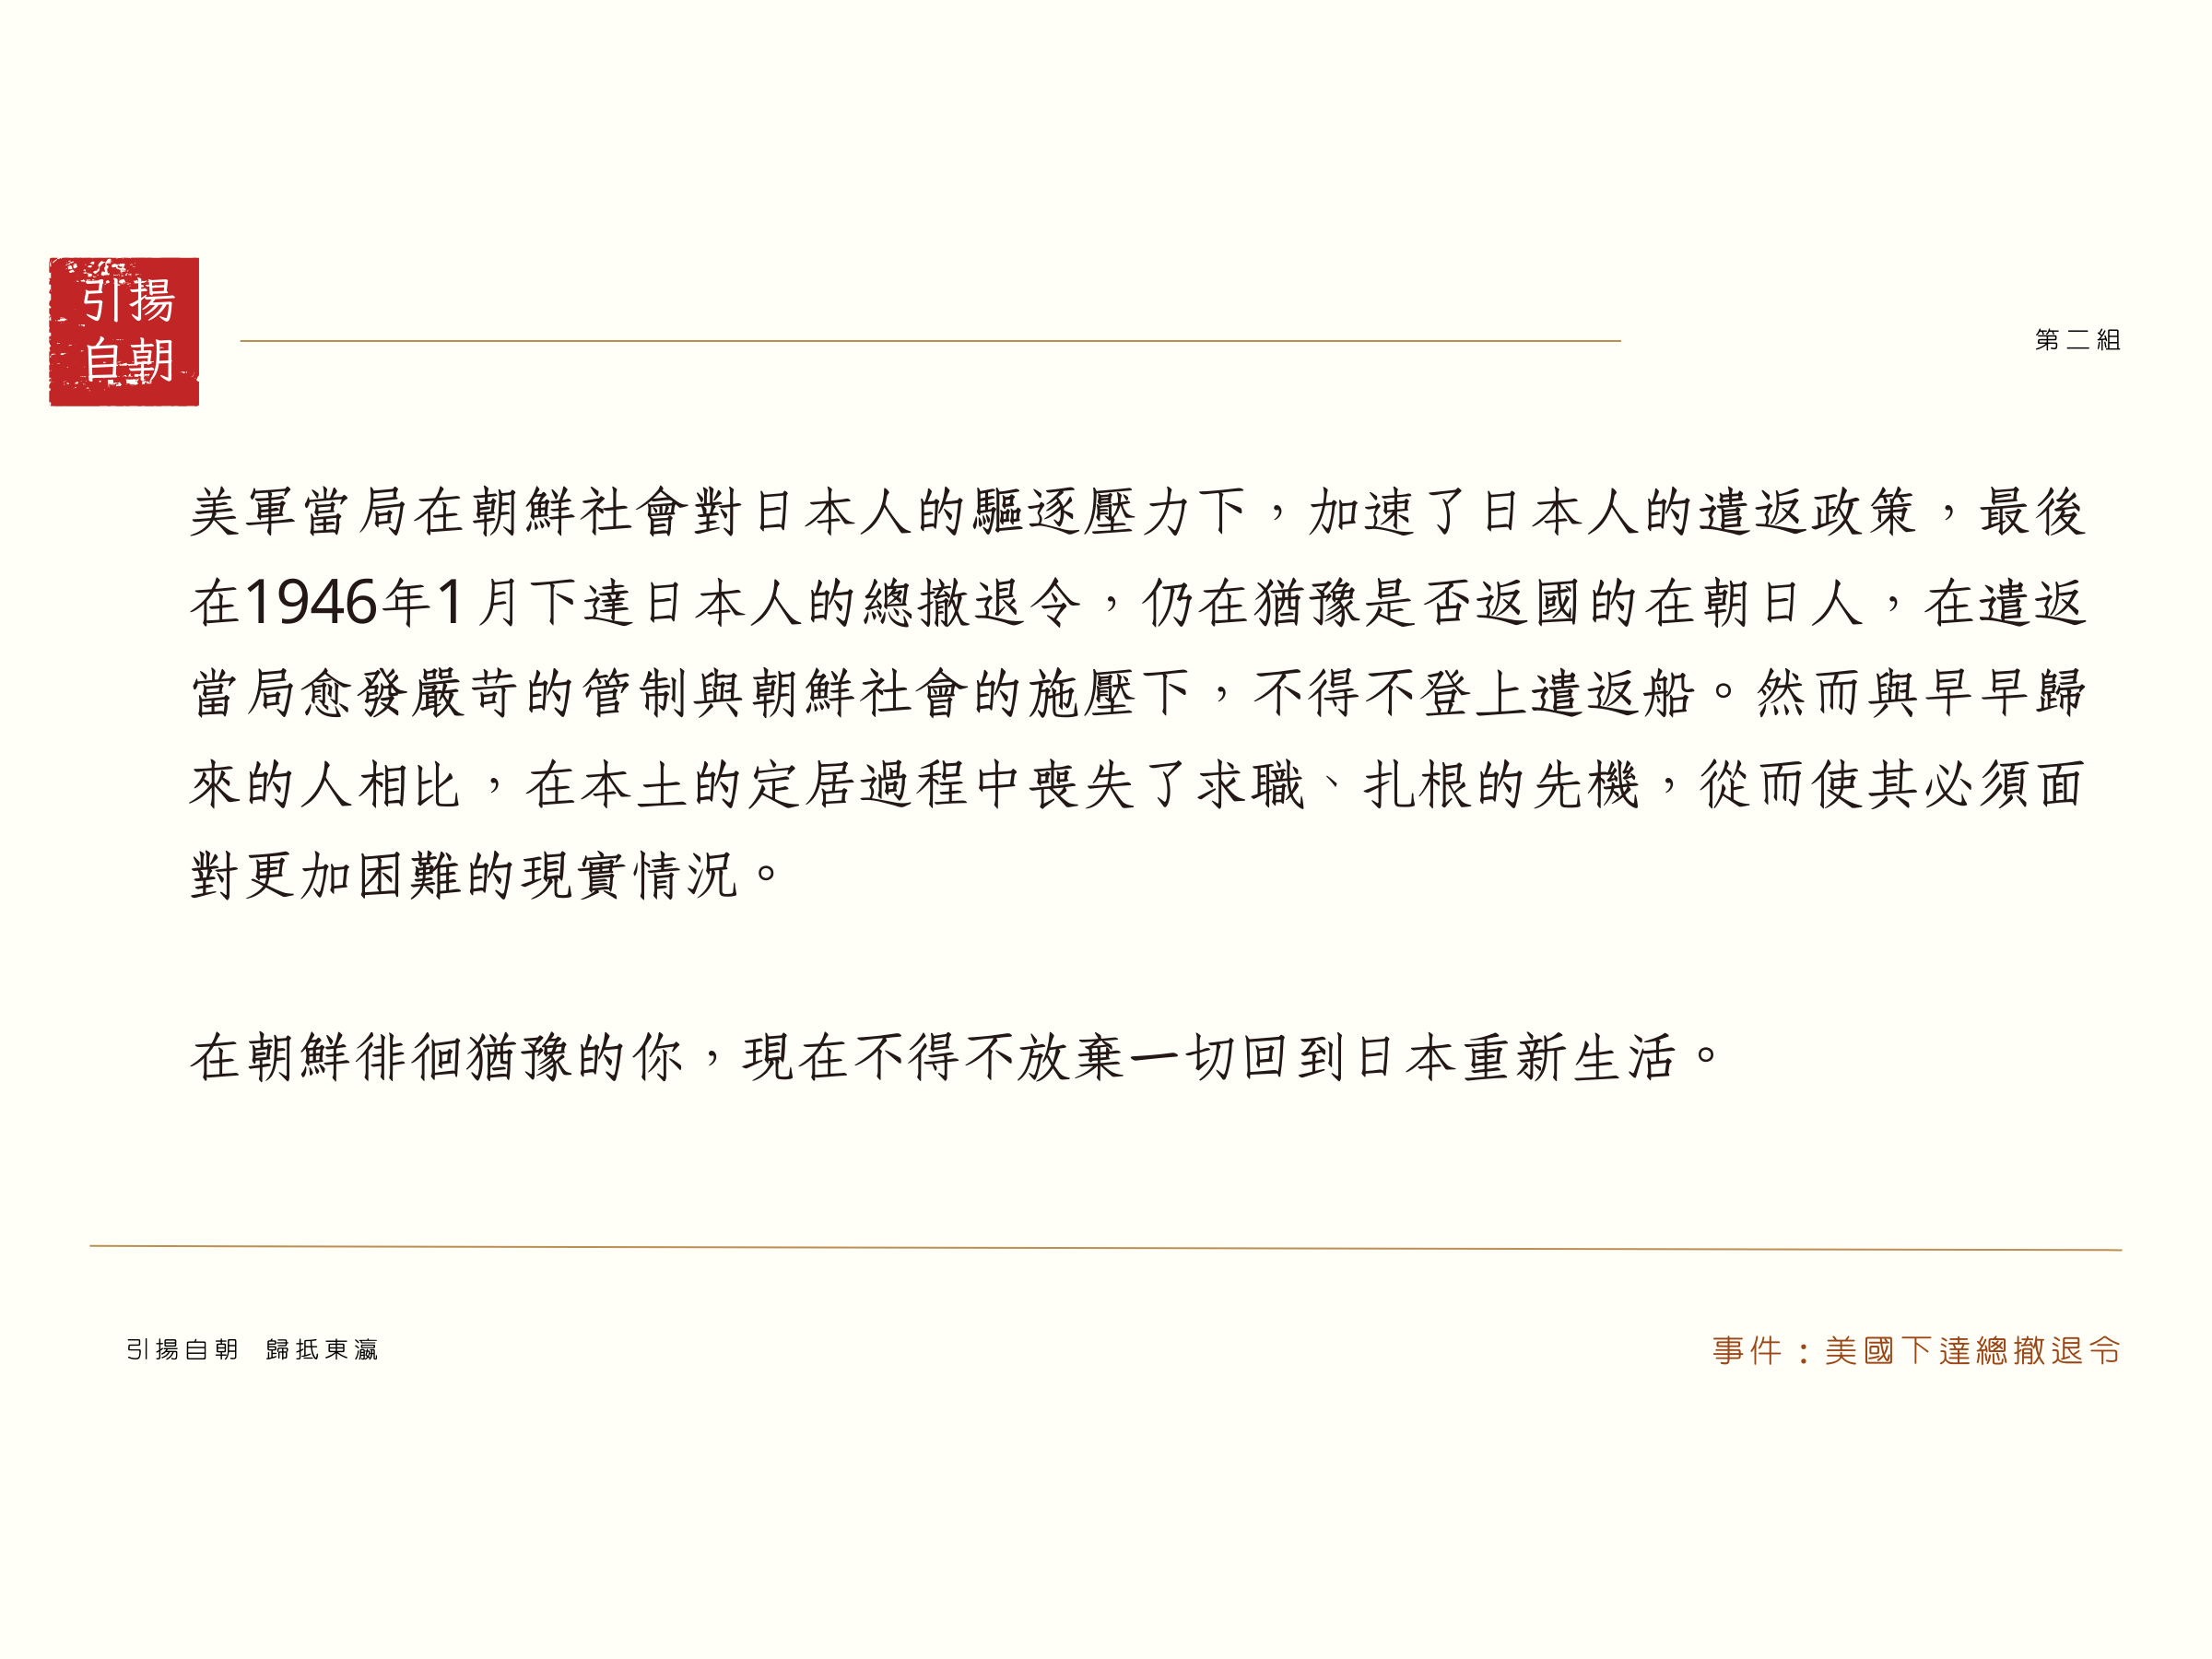 引揚
自朝
第二組
美軍當局在朝鮮社會對日本人的驅逐壓力下，加速了日本人的遣返政策，最後
在1946年1月下達日本人的總撤退令，仍在猶豫是否返國的在朝日人，在遣返
當局愈發嚴苛的管制與朝鮮社會的施壓下，不得不登上遣返船。然而與早早歸
來的人相比，在本土的定居過程中喪失了求職、扎根的先機，從而使其必須面
對更加困難的現實情況。
在朝鮮徘徊猶豫的你，現在不得不放棄一切回到日本重新生活。
引揚自朝 歸抵東瀛
事件：美國下達總撤退令